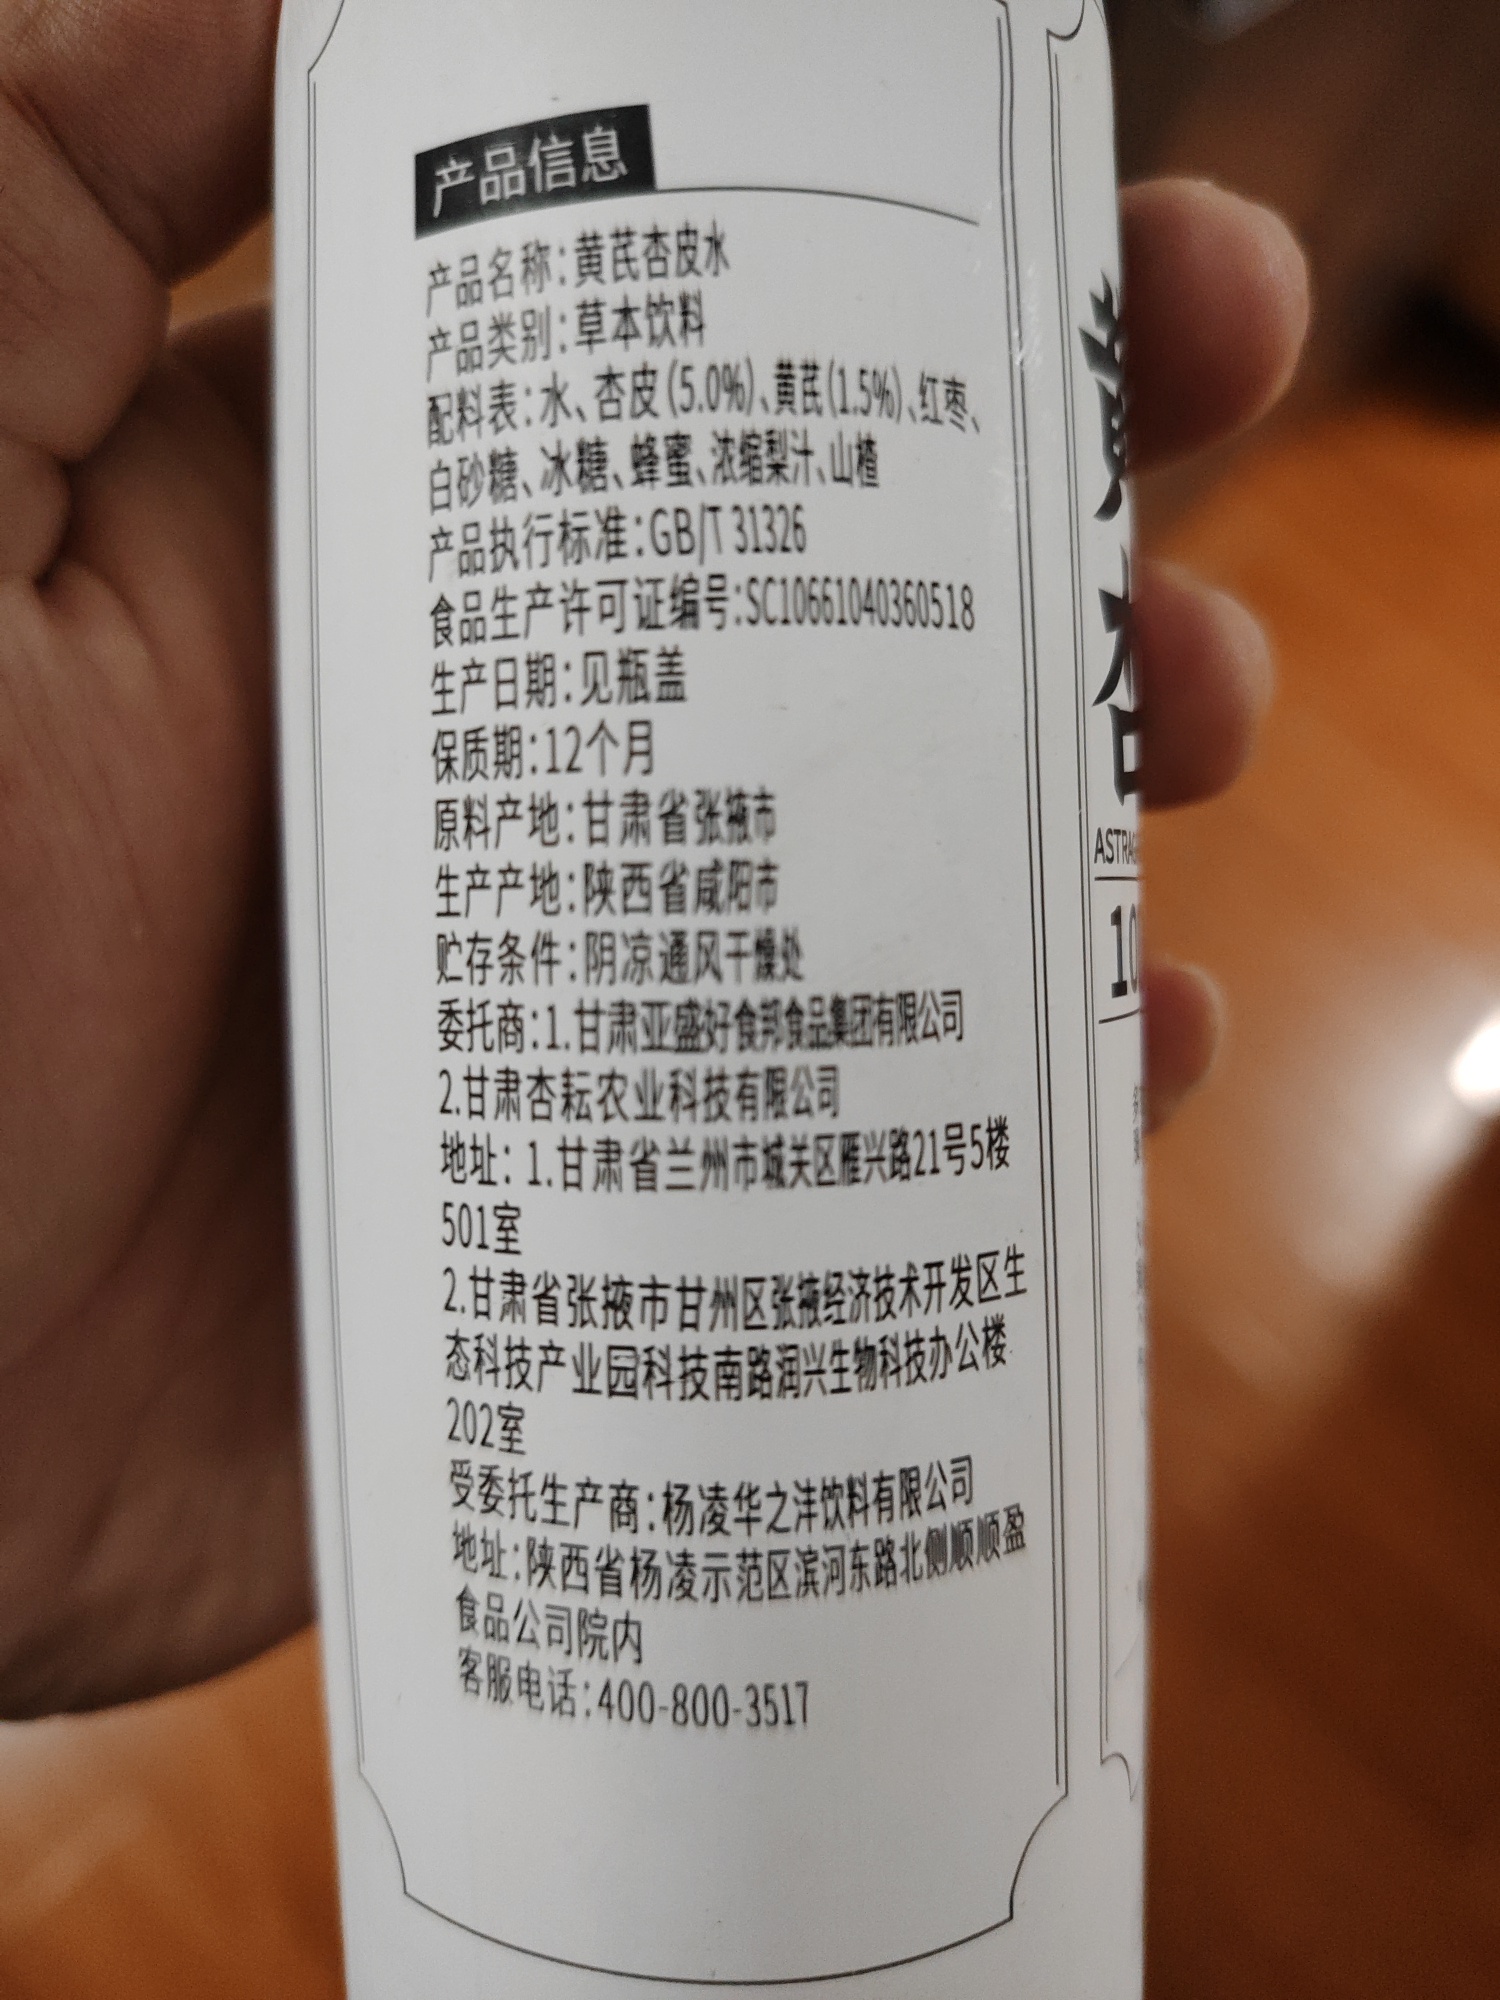 产品信息
产品名称:黄芪杏皮水
产品类别:草本饮料
配料表:水、杏皮(5.0%)、黄芪(1.5%)、红枣、
白砂糖、冰糖、蜂蜜、浓缩梨汁、山楂
产品执行标准:GB/T 31326
食品生产许可证编号:SC10661040360518
生产日期:见瓶盖
保质期:12个月
原料产地:甘肃省张掖市
生产产地:陕西省咸阳市
贮存条件:阴凉通风干燥处
委托商:1.甘肃亚盛好食邦食品集团有限公司
2.甘肃杏耘农业科技有限公司
地址:1.甘肃省兰州市城关区雁兴路21号5楼
501室
2.甘肃省张掖市甘州区张掖经济技术开发区生
态科技产业园科技南路润兴生物科技办公楼
202室
受委托生产商:杨凌华之沣饮料有限公司
地址:陕西省杨凌示范区滨河东路北侧顺顺盈
食品公司院内
客服电话:400-800-3517